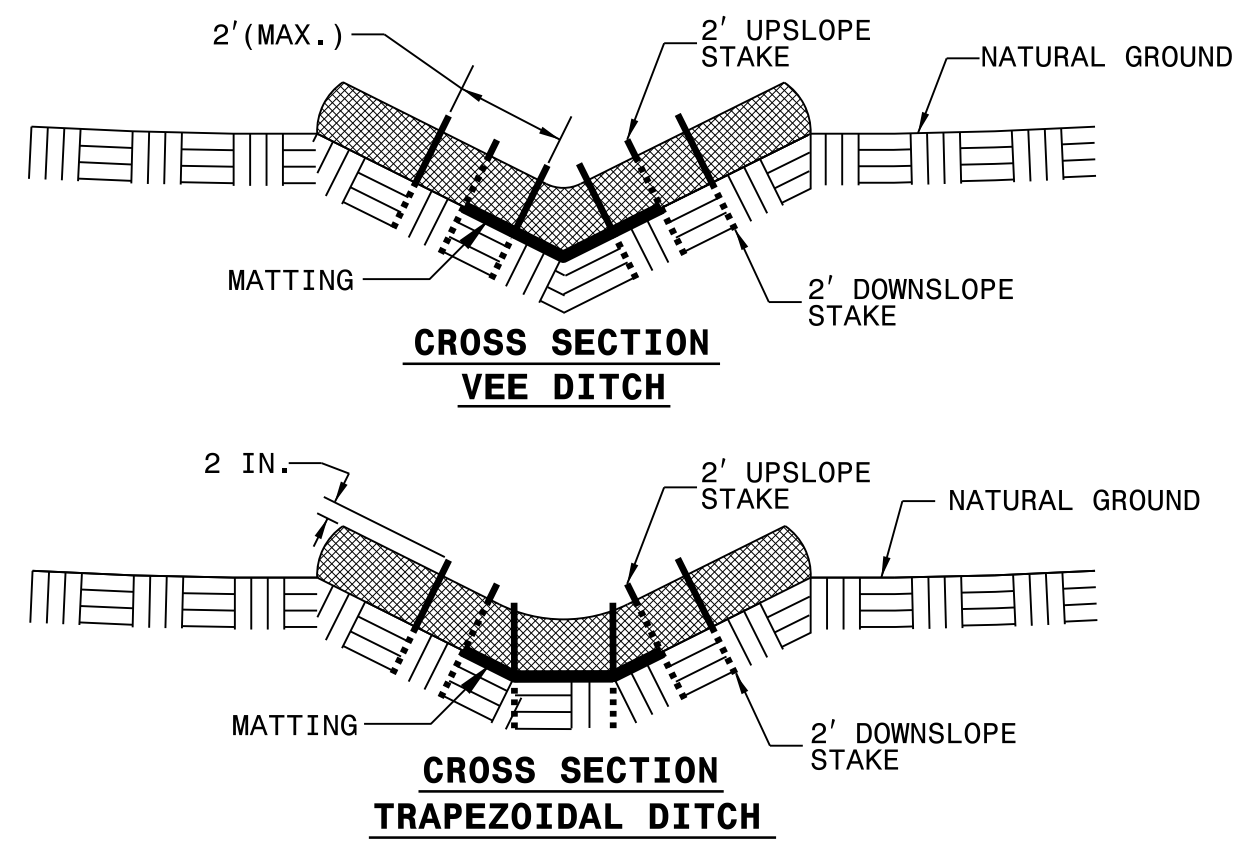 2'(MAX.)
2' UPSLOPE
STAKE
NATURAL GROUND
MATTING
2' DOWNSLOPE
STAKE
CROSS SECTION
VEE DITCH
2 IN.
2' UPSLOPE
STAKE
NATURAL GROUND
MATTING
2' DOWNSLOPE
STAKE
CROSS SECTION
TRAPEZOIDAL DITCH